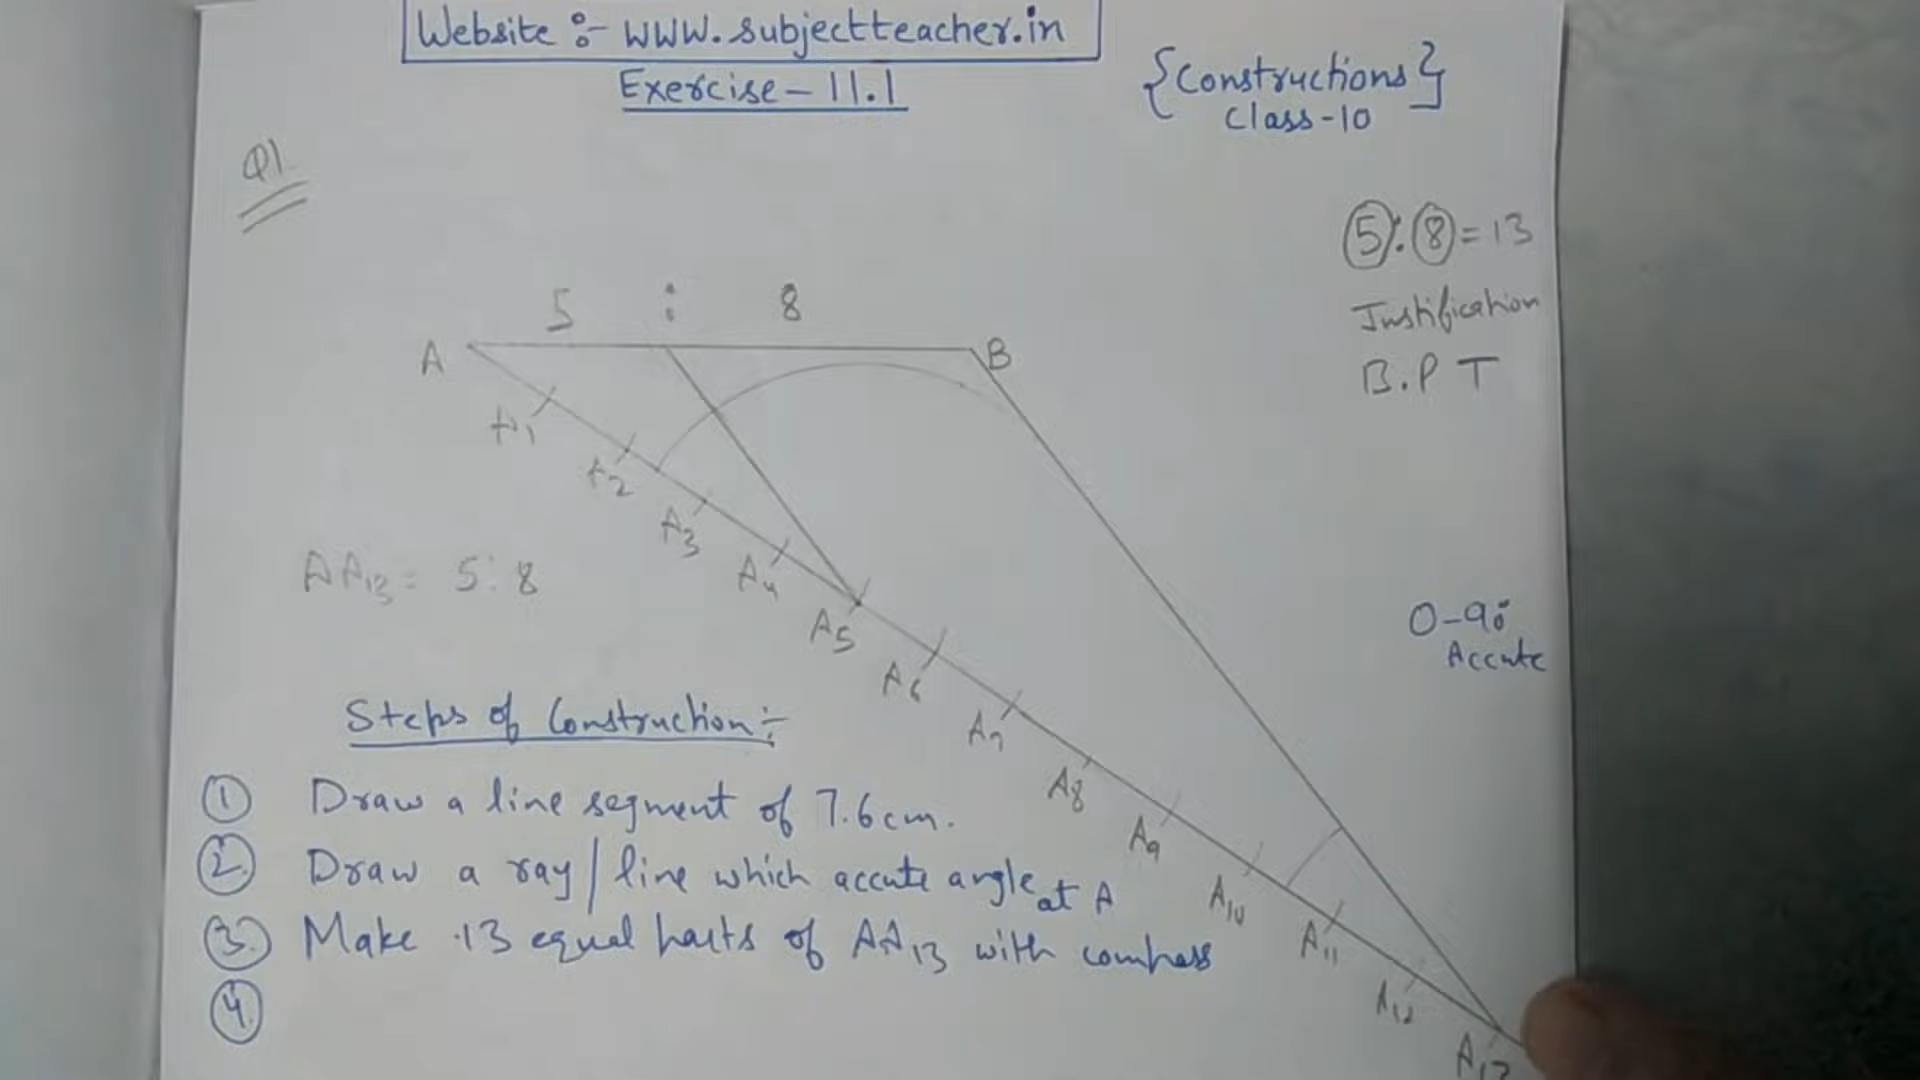 Website :- www.subjectteacher.in
Exercise - 11.1
{Constructions}
Class - 10
Q1.
5 : 8 = 13
Justification
B.P.T
5 : 8
A
B
A1
A2
A3
A4
A5
A6
A7
A8
A9
A10
A11
A12
A13
AA13 = 5:8
0-90°
Accute
Steps of Construction :-
1 Draw a line segment of 7.6cm.
2. Draw a ray/line which accute angle at A
3. Make 13 equal parts of AA13 with compass
4.